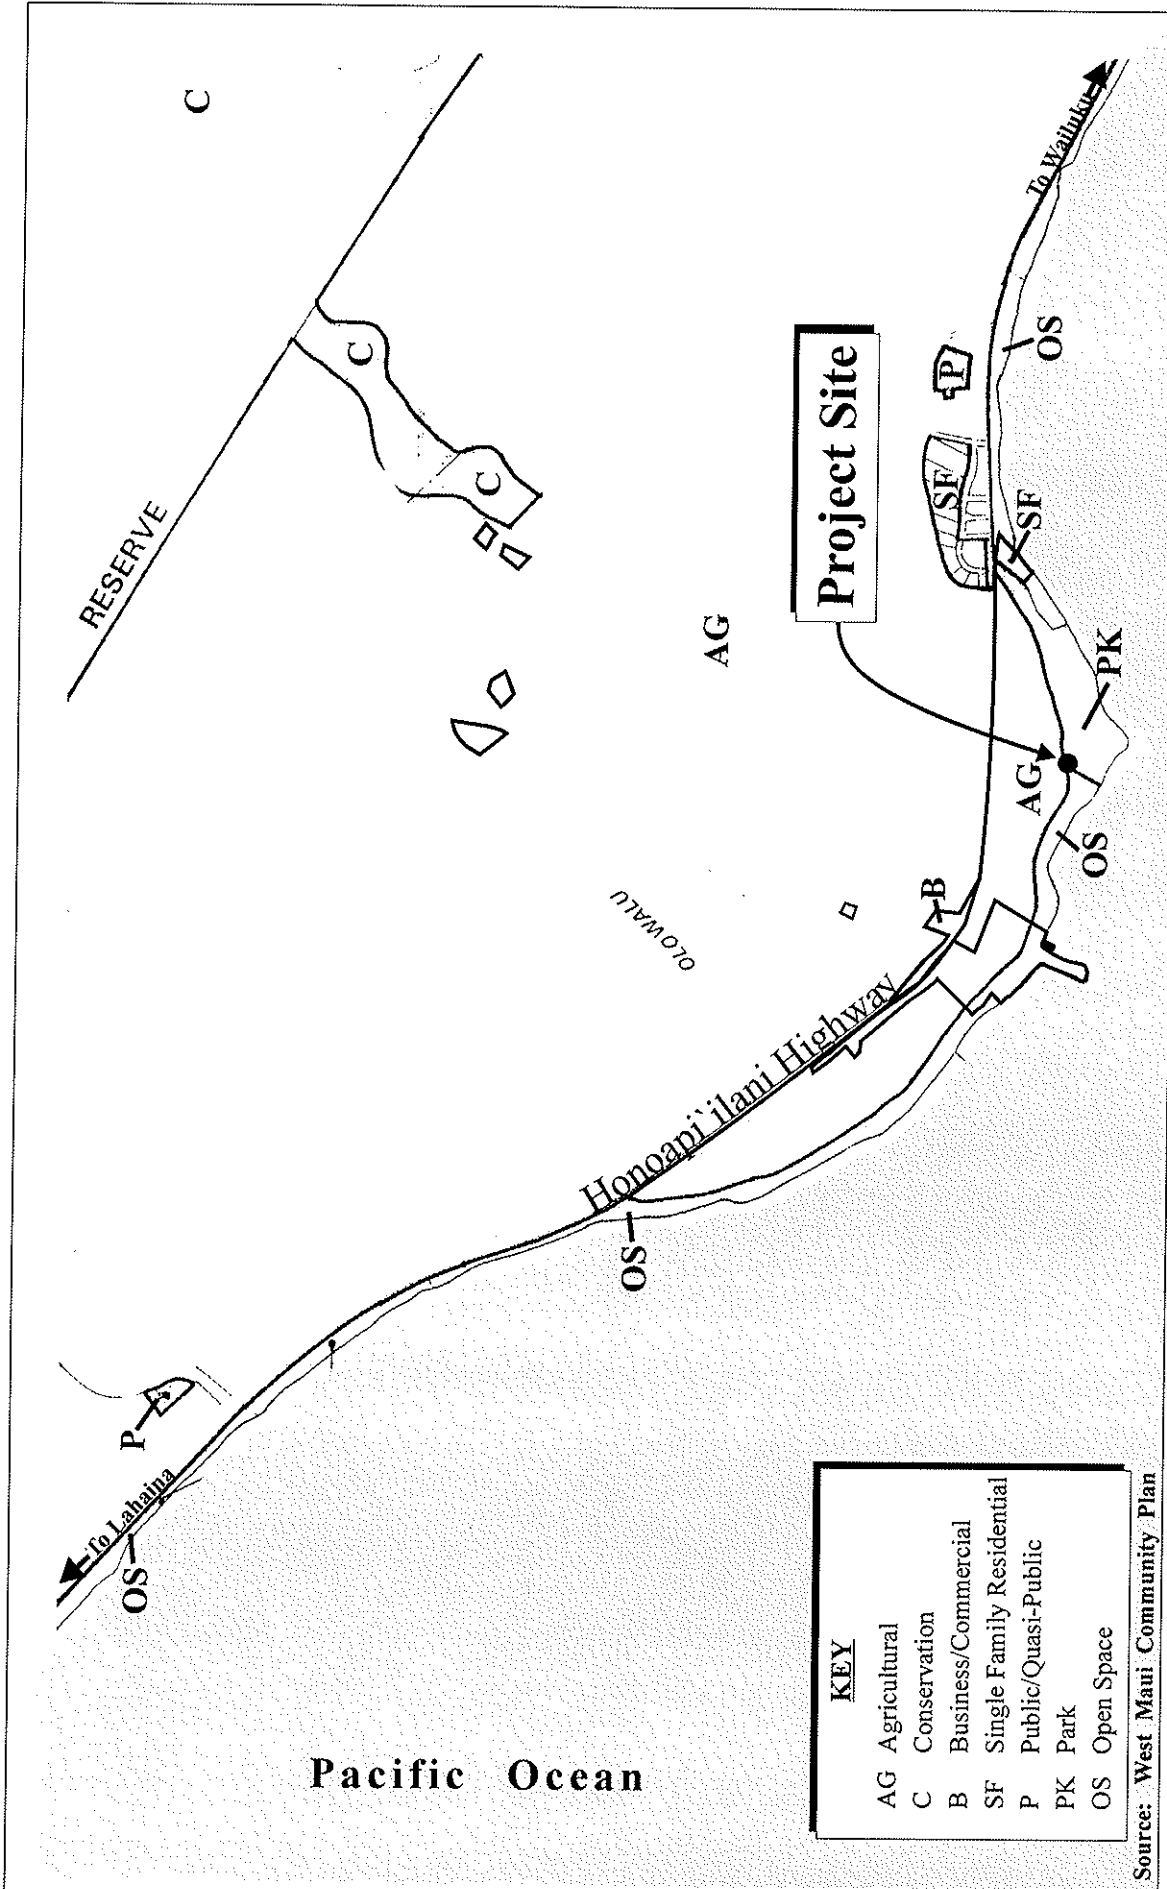 C
RESERVE
C
C
To Wailuku
P
OS
SF
SF
Project Site
AG
PK
AG
OS
B
OLOWALU
Honoapi`ilani Highway
OS
P
To Lahaina
OS
Pacific Ocean
KEY
AG Agricultural
C Conservation
B Business/Commercial
SF Single Family Residential
P Public/Quasi-Public
PK Park
OS Open Space
Source: West Maui Community Plan